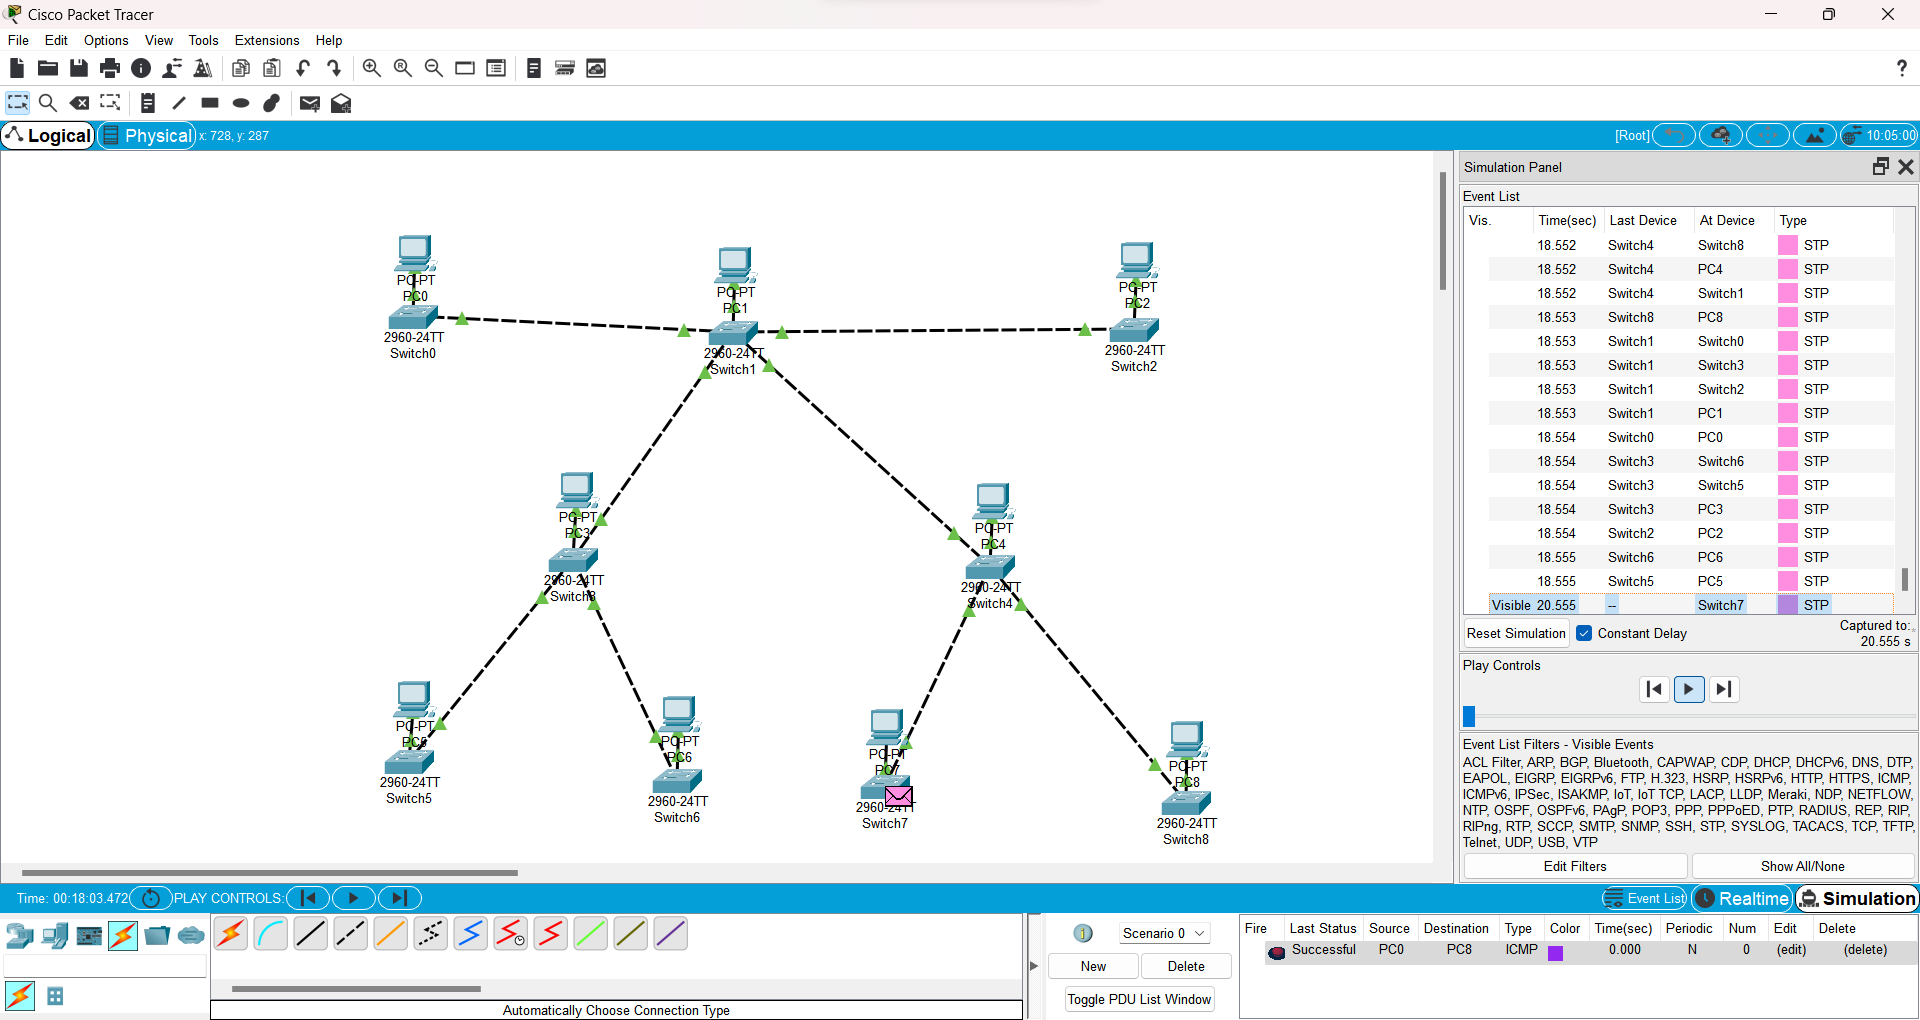 Cisco Packet Tracer
File Edit Options View Tools Extensions Help
?
Logical Physical x: 728, y: 287 [Root] 10:05:00
Simulation Panel
Event List
Vis. Time(sec) Last Device At Device Type
18.552 Switch4 Switch8 STP
18.552 Switch4 PC4 STP
18.552 Switch4 Switch1 STP
18.553 Switch8 PC8 STP
18.553 Switch1 Switch0 STP
18.553 Switch1 Switch3 STP
18.553 Switch1 Switch2 STP
18.553 Switch1 PC1 STP
18.554 Switch0 PC0 STP
18.554 Switch3 Switch6 STP
18.554 Switch3 Switch5 STP
18.554 Switch3 PC3 STP
18.554 Switch2 PC2 STP
18.555 Switch6 PC6 STP
18.555 Switch5 PC5 STP
Visible 20.555 -- Switch7 STP
Reset Simulation Constant Delay Captured to:
20.555 s
Play Controls
Event List Filters - Visible Events
ACL Filter, ARP, BGP, Bluetooth, CAPWAP, CDP, DHCP, DHCPv6, DNS, DTP,
EAPOL, EIGRP, EIGRPv6, FTP, H.323, HSRP, HSRPv6, HTTP, HTTPS, ICMP,
ICMPv6, IPSec, ISAKMP, IoT, IoT TCP, LACP, LLDP, Meraki, NDP, NETFLOW,
NTP, OSPF, OSPFv6, PAgP, POP3, PPP, PPPoED, PTP, RADIUS, REP, RIP,
RIPng, RTP, SCCP, SMTP, SNMP, SSH, STP, SYSLOG, TACACS, TCP, TFTP,
Telnet, UDP, USB, VTP
Edit Filters Show All/None
PC-PT
PC0
2960-24TT
Switch0
PC-PT
PC1
2960-24TT
Switch1
PC-PT
PC2
2960-24TT
Switch2
PC-PT
PC3
2960-24TT
Switch3
PC-PT
PC4
2960-24TT
Switch4
PC-PT
PC5
2960-24TT
Switch5
PC-PT
PC6
2960-24TT
Switch6
PC-PT
PC7
2960-24TT
Switch7
PC-PT
PC8
2960-24TT
Switch8
Time: 00:18:03.472 PLAY CONTROLS: Event List Realtime Simulation
Scenario 0
New Delete
Toggle PDU List Window
Fire Last Status Source Destination Type Color Time(sec) Periodic Num Edit Delete
Successful PC0 PC8 ICMP 0.000 N 0 (edit) (delete)
Automatically Choose Connection Type